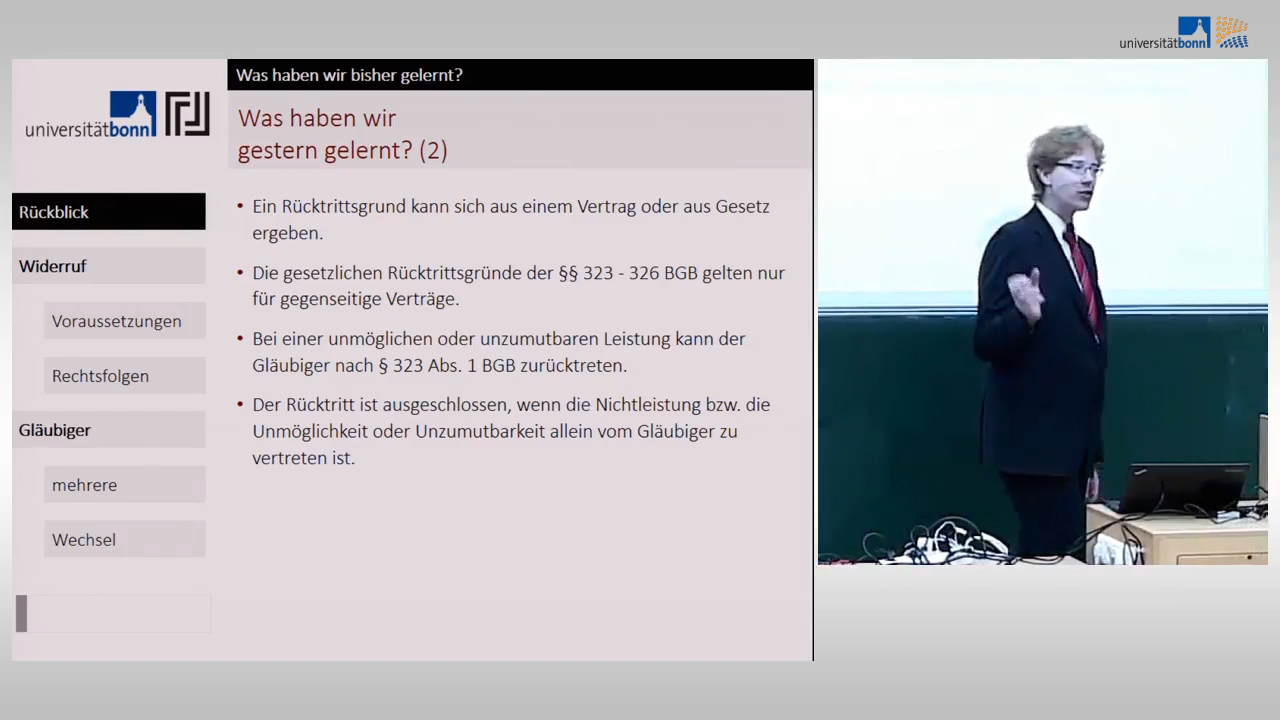 universitätbonn
Was haben wir bisher gelernt?
universitätbonn
Was haben wir
gestern gelernt? (2)
Rückblick
Widerruf
Voraussetzungen
Rechtsfolgen
Gläubiger
mehrere
Wechsel
• Ein Rücktrittsgrund kann sich aus einem Vertrag oder aus Gesetz
ergeben.
• Die gesetzlichen Rücktrittsgründe der §§ 323 - 326 BGB gelten nur
für gegenseitige Verträge.
• Bei einer unmöglichen oder unzumutbaren Leistung kann der
Gläubiger nach § 323 Abs. 1 BGB zurücktreten.
• Der Rücktritt ist ausgeschlossen, wenn die Nichtleistung bzw. die
Unmöglichkeit oder Unzumutbarkeit allein vom Gläubiger zu
vertreten ist.